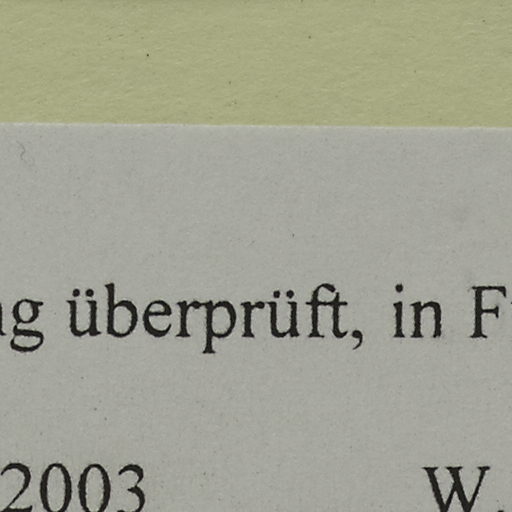 überprüft, in
2003 W.